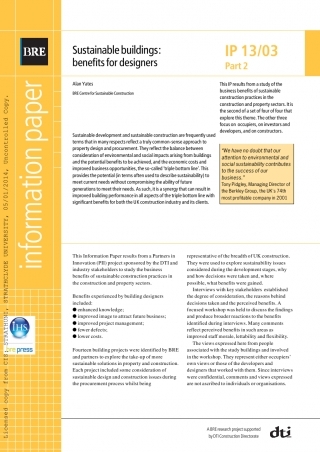 BRE
Sustainable buildings:
benefits for designers
IP 13/03
Part 2
Alan Yates
BRE Centre for Sustainable Construction
This IP results from a study of the
business benefits of sustainable
construction practices in the
construction and property sectors. It is
the second of a set of four of four that
explore this theme. The other three
focus on occupiers, on investors and
developers, and on constructors.
Sustainable development and sustainable construction are frequently used
terms that in many respects reflect a truly common-sense approach to
property design and procurement. They reflect the balance between
consideration of environmental and social impacts arising from buildings
and the potential benefits to be achieved, and the economic costs and
improved business opportunities, the so-called 'triple bottom line'. This
provides the potential (in terms often used to describe sustainability) to
meet current needs without compromising the ability of future
generations to meet their needs. As such, it is a synergy that can result in
improved building performance in all aspects of the triple bottom line with
significant benefits for both the UK construction industry and its clients.
"We have no doubt that our
attention to environmental and
social sustainability contributes
to the success of our
business."
Tony Pidgley, Managing Director of
the Berkley Group, the UK's 74th
most profitable company in 2001
information paper
Licensed copy from CIS: STRATHCL, STRATHCLYDE UNIVERSITY, 05/01/2014, Uncontrolled Copy.
IHS
press
This Information Paper results from a Partners in
Innovation (PII) project sponsored by the DTI and
industry stakeholders to study the business
benefits of sustainable construction practices in
the construction and property sectors.
Benefits experienced by building designers
included:
● enhanced knowledge;
● improved image to attract future business;
● improved project management;
● fewer defects;
● lower costs.
Fourteen building projects were identified by BRE
and partners to explore the take-up of more
sustainable solutions in property and construction.
Each project included some consideration of
sustainable design and construction issues during
the procurement process whilst being
representative of the breadth of UK construction.
They were used to explore sustainability issues
considered during the development stages, why
and how decisions were taken and, where
possible, what benefits were gained.
Interviews with key stakeholders established
the degree of consideration, the reasons behind
decisions taken and the perceived benefits. A
focused workshop was held to discuss the findings
and produce broader reactions to the benefits
identified during interviews. Many comments
reflect perceived benefits in such areas as
improved staff morale, lettability and flexibility.
The views expressed here from people
associated with the study buildings and involved
in the workshop. They represent either occupiers'
own views or those of the developers and
designers that worked with them. Since interviews
were confidential, comments and views expressed
are not ascribed to individuals or organisations.
A BRE research project supported
by DTI Construction Directorate
dti